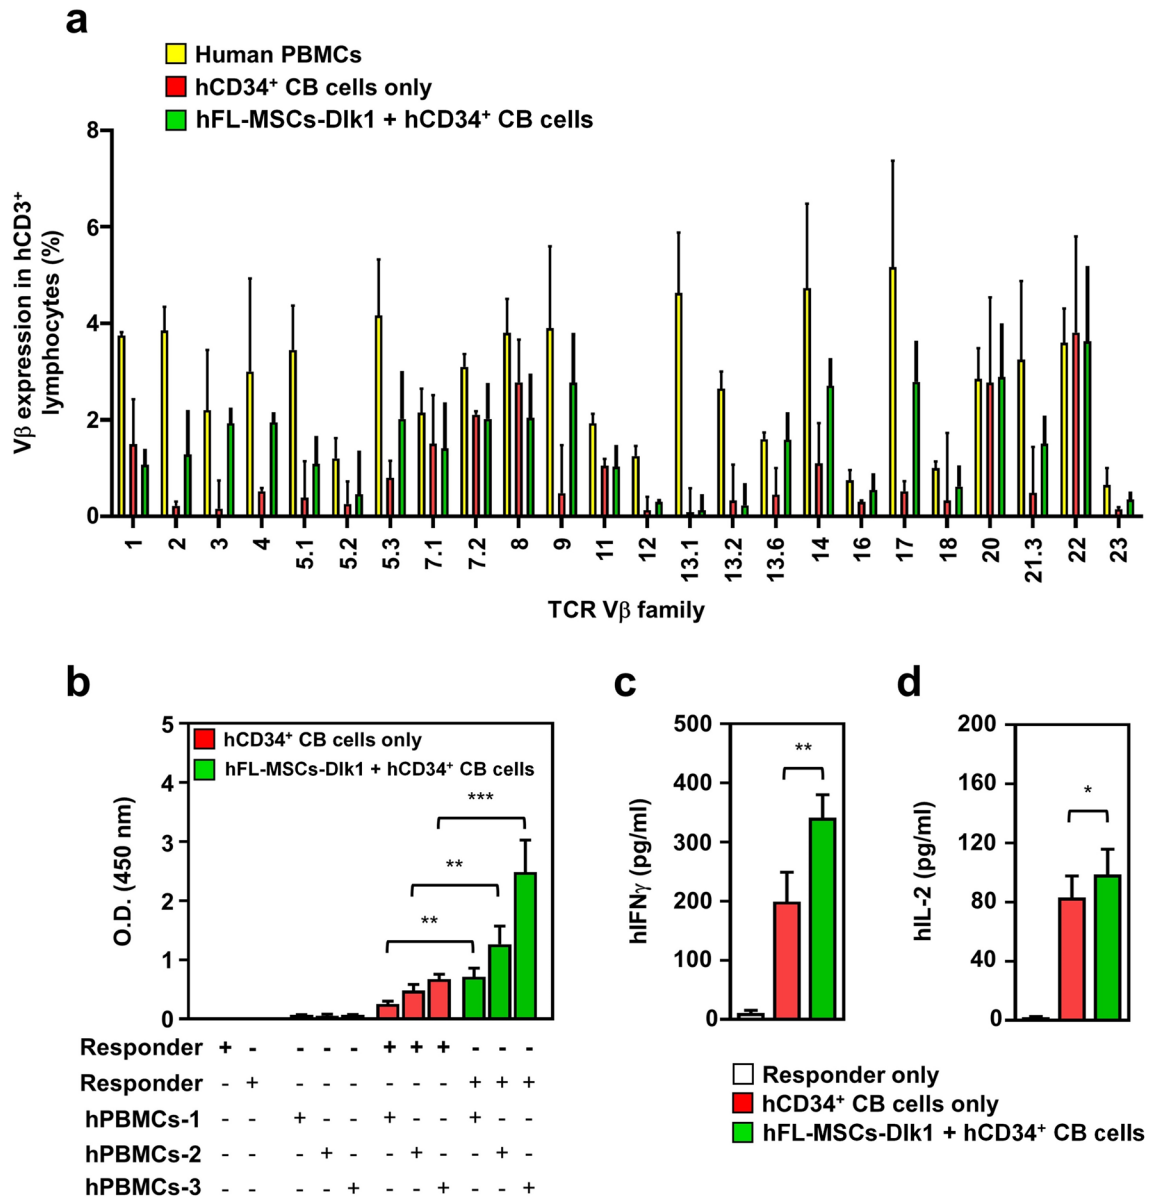 a
Human PBMCs
hCD34⁺ CB cells only
hFL-MSCs-Dlk1 + hCD34⁺ CB cells
Vβ expression in hCD3⁺
lymphocytes (%)
8
6
4
2
0
1 2 3 4 5.1 5.2 5.3 7.1 7.2 8 9 11 12 13.1 13.2 13.6 14 16 17 18 20 21.3 22 23
TCR Vβ family
b
O.D. (450 nm)
5
4
3
2
1
0
hCD34⁺ CB cells only
hFL-MSCs-Dlk1 + hCD34⁺ CB cells
***
**
**
Responder + - - - - + + + - - -
Responder - + - - - - - - + + +
hPBMCs-1 - - + - - + - - + - -
hPBMCs-2 - - - + - - + - - + -
hPBMCs-3 - - - - + - - + - - +
c
hIFNγ (pg/ml)
500
400
300
200
100
0
**
d
hIL-2 (pg/ml)
200
160
120
80
40
0
*
Responder only
hCD34⁺ CB cells only
hFL-MSCs-Dlk1 + hCD34⁺ CB cells